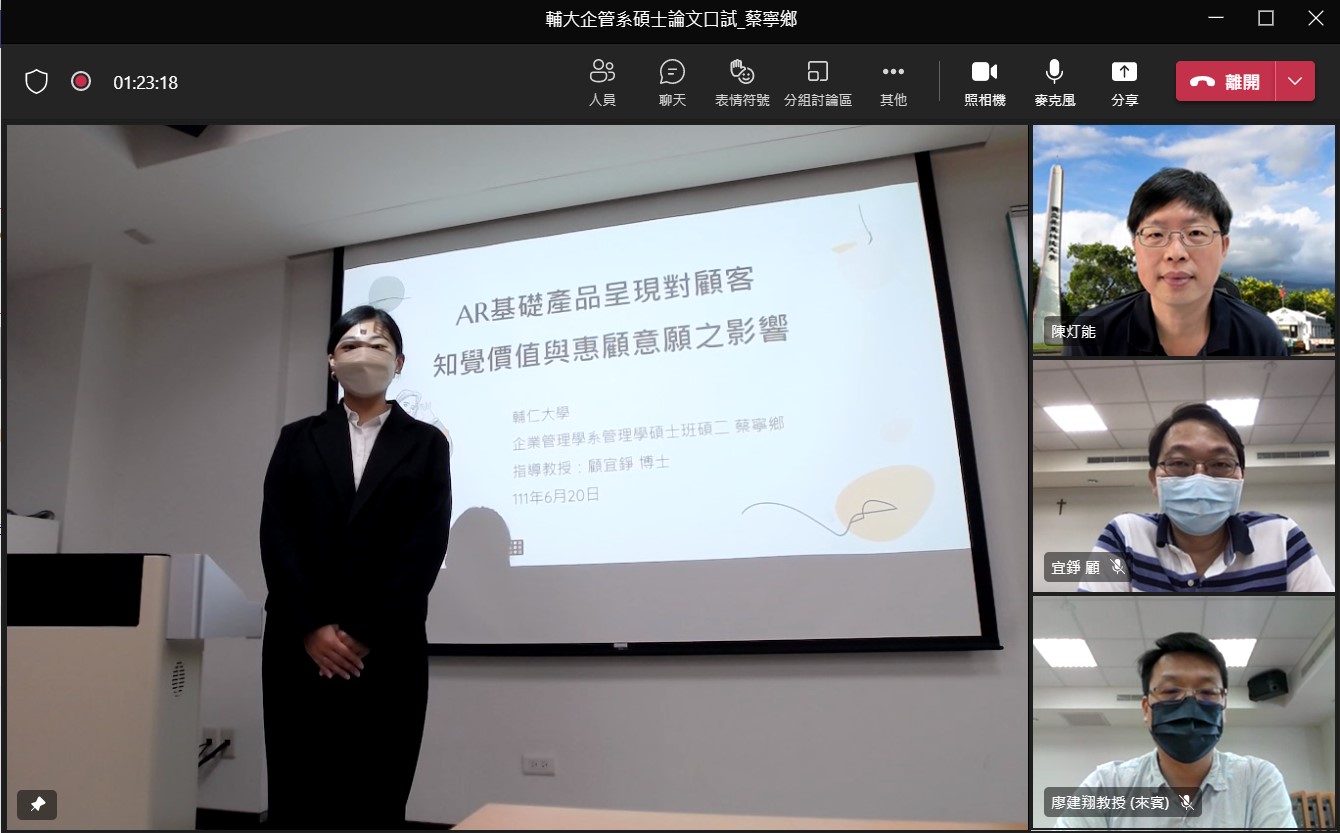 輔大企管系碩士論文口試_蔡寧鄉
01:23:18
人員
聊天
表情符號
分組討論區
其他
照相機
麥克風
分享
離開
AR基礎產品呈現對顧客
知覺價值與惠顧意願之影響
輔仁大學
企業管理學系管理學碩士班碩二 蔡寧鄉
指導教授：顧宜錚 博士
111年6月20日
陳灯能
宜錚 顧
廖建翔教授 (來賓)